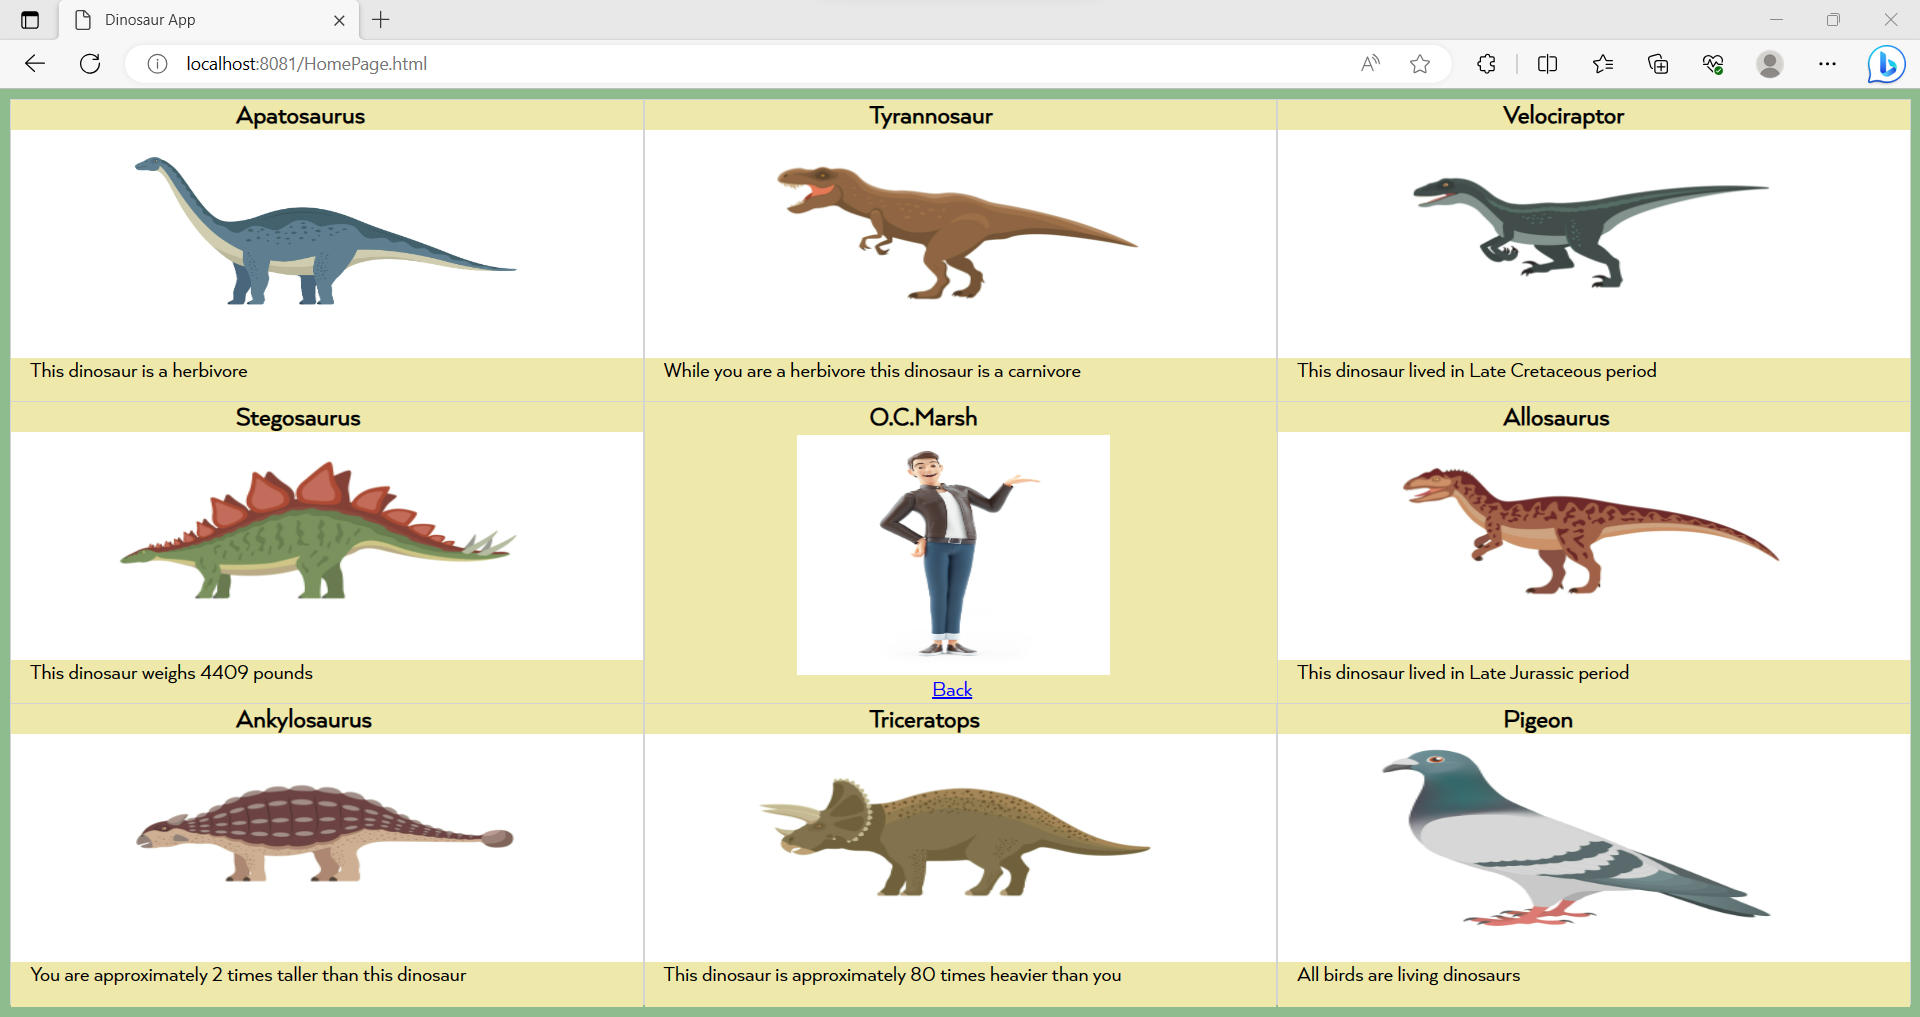 Dinosaur App
localhost:8081/HomePage.html
Apatosaurus
Tyrannosaur
Velociraptor
This dinosaur is a herbivore
While you are a herbivore this dinosaur is a carnivore
This dinosaur lived in Late Cretaceous period
Stegosaurus
O.C.Marsh
Allosaurus
This dinosaur weighs 4409 pounds
Back
This dinosaur lived in Late Jurassic period
Ankylosaurus
Triceratops
Pigeon
You are approximately 2 times taller than this dinosaur
This dinosaur is approximately 80 times heavier than you
All birds are living dinosaurs